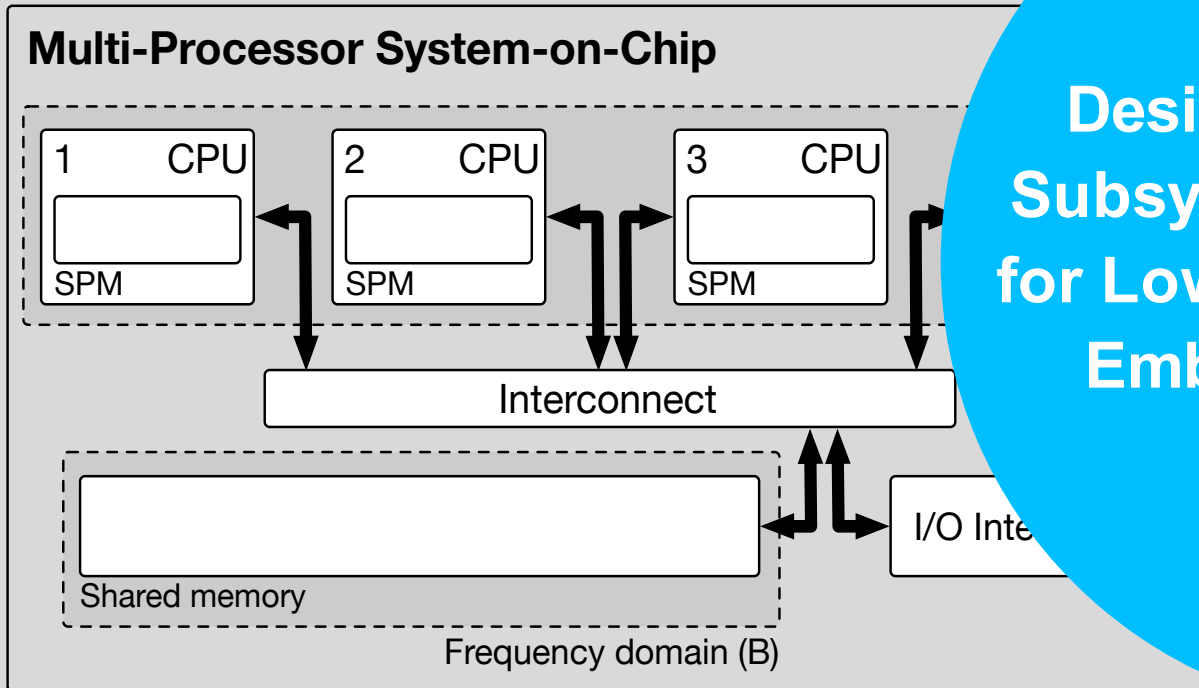 Multi-Processor System-on-Chip
1 CPU
SPM
2 CPU
SPM
3 CPU
SPM
Interconnect
Shared memory
I/O Inte
Frequency domain (B)
Desi
Subsy
for Lov
Emb